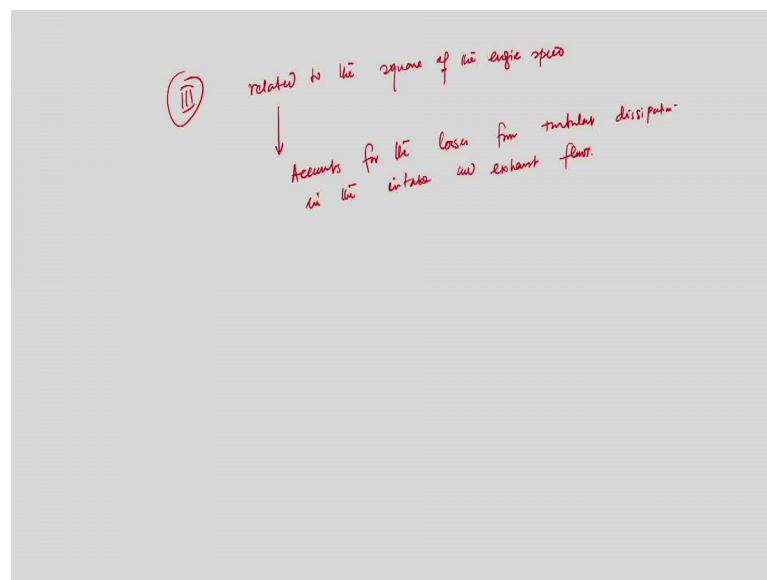 III related to the square of the engine speed
Accounts for the losses from turbulent dissipation
in the intake and exhaust flows.